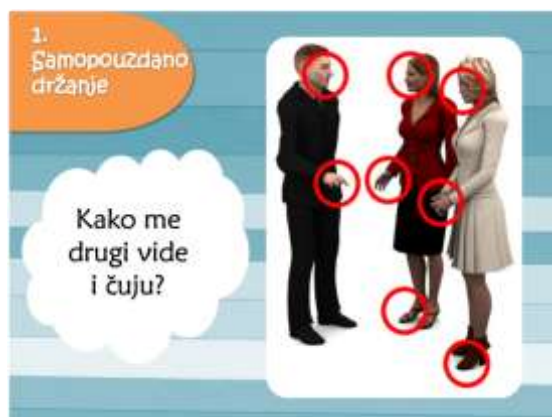 1.
Samopouzdano
držanje
Kako me
drugi vide
i čuju?